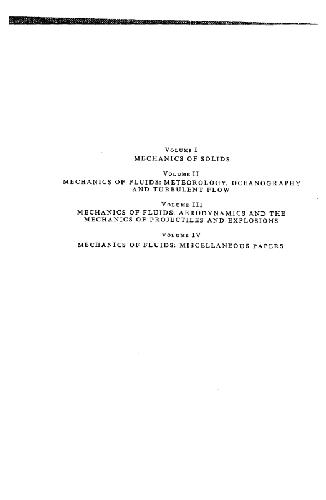 VOLUME I
MECHANICS OF SOLIDS
VOLUME II
MECHANICS OF FLUIDS: METEOROLOGY, OCEANOGRAPHY
AND TURBULENT FLOW
VOLUME III
MECHANICS OF FLUIDS: AERODYNAMICS AND THE
MECHANICS OF PROJECTILES AND EXPLOSIONS
VOLUME IV
MECHANICS OF FLUIDS: MISCELLANEOUS PAPERS